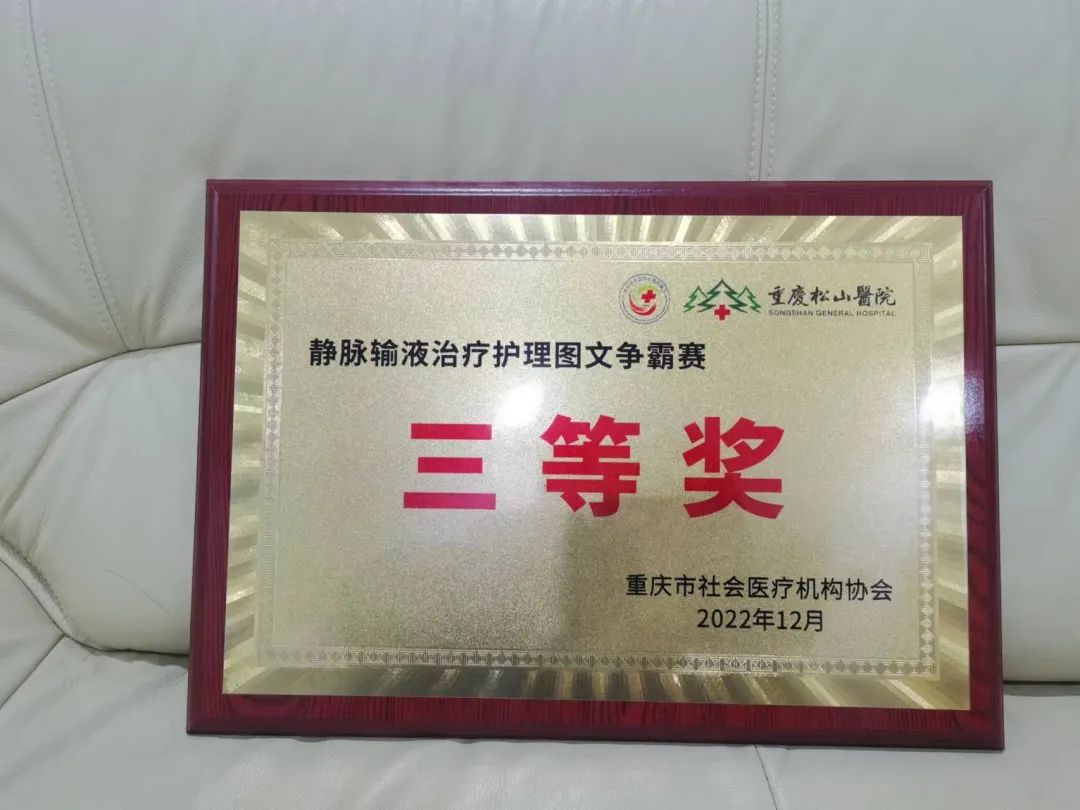 重慶松山醫院
SONGSHAN GENERAL HOSPITAL
静脉输液治疗护理图文争霸赛
三等奖
重庆市社会医疗机构协会
2022年12月